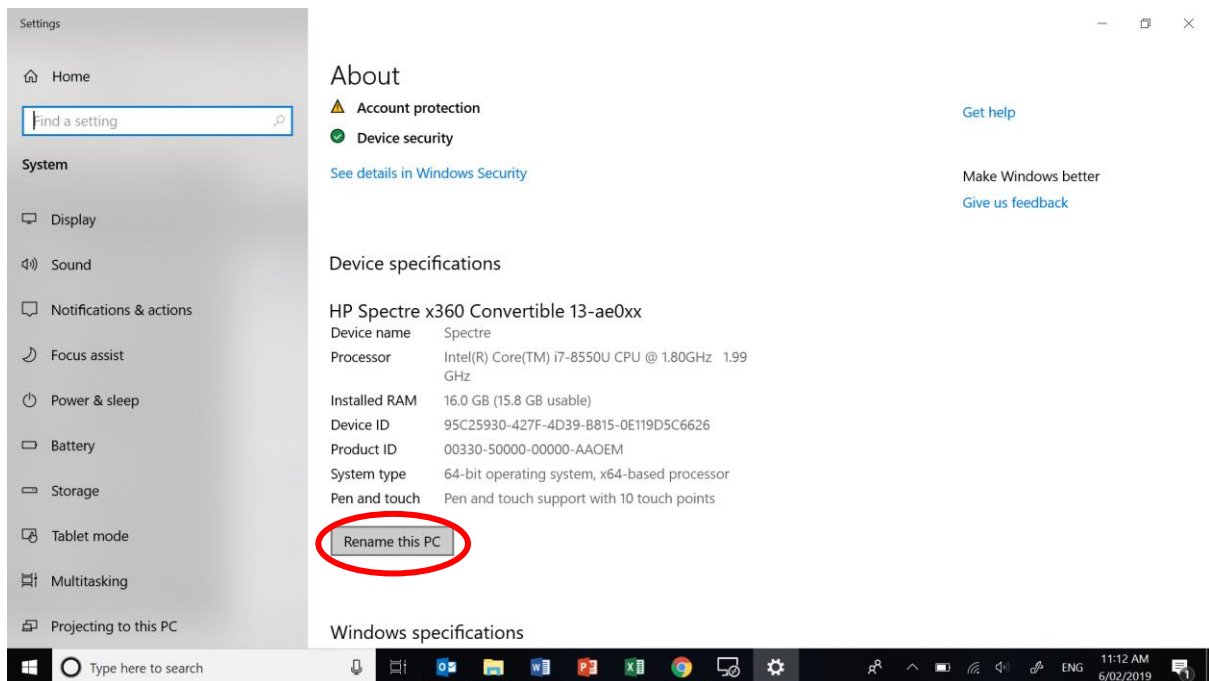 Settings
Home
Find a setting
System
Display
Sound
Notifications & actions
Focus assist
Power & sleep
Battery
Storage
Tablet mode
Multitasking
Projecting to this PC
About
Account protection
Device security
See details in Windows Security
Device specifications
HP Spectre x360 Convertible 13-ae0xx
Device name Spectre
Processor Intel(R) Core(TM) i7-8550U CPU @ 1.80GHz 1.99
GHz
Installed RAM 16.0 GB (15.8 GB usable)
Device ID 95C25930-427F-4D39-B815-0E119D5C6626
Product ID 00330-50000-00000-AAOEM
System type 64-bit operating system, x64-based processor
Pen and touch Pen and touch support with 10 touch points
Rename this PC
Windows specifications
Get help
Make Windows better
Give us feedback
Type here to search
ENG
11:12 AM
6/02/2019
1